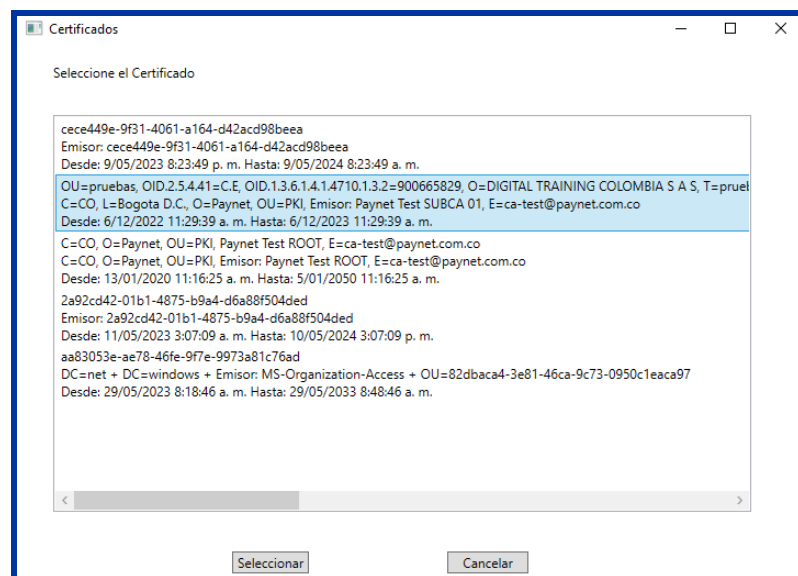 Certificados
Seleccione el Certificado
cece449e-9f31-4061-a164-d42acd98beea
Emisor: cece449e-9f31-4061-a164-d42acd98beea
Desde: 9/05/2023 8:23:49 p. m. Hasta: 9/05/2024 8:23:49 a. m.
OU=pruebas, OID.2.5.4.41=C.E, OID.1.3.6.1.4.1.4710.1.3.2=900665829, O=DIGITAL TRAINING COLOMBIA S A S, T=prueb
C=CO, L=Bogota D.C., O=Paynet, OU=PKI, Emisor: Paynet Test SUBCA 01, E=ca-test@paynet.com.co
Desde: 6/12/2022 11:29:39 a. m. Hasta: 6/12/2023 11:29:39 a. m.
C=CO, O=Paynet, OU=PKI, Paynet Test ROOT, E=ca-test@paynet.com.co
C=CO, O=Paynet, OU=PKI, Emisor: Paynet Test ROOT, E=ca-test@paynet.com.co
Desde: 13/01/2020 11:16:25 a. m. Hasta: 5/01/2050 11:16:25 a. m.
2a92cd42-01b1-4875-b9a4-d6a88f504ded
Emisor: 2a92cd42-01b1-4875-b9a4-d6a88f504ded
Desde: 11/05/2023 3:07:09 a. m. Hasta: 10/05/2024 3:07:09 p. m.
aa83053e-ae78-46fe-9f7e-9973a81c76ad
DC=net + DC=windows + Emisor: MS-Organization-Access + OU=82dbaca4-3e81-46ca-9c73-0950c1eaca97
Desde: 29/05/2023 8:18:46 a. m. Hasta: 29/05/2033 8:48:46 a. m.
Seleccionar
Cancelar